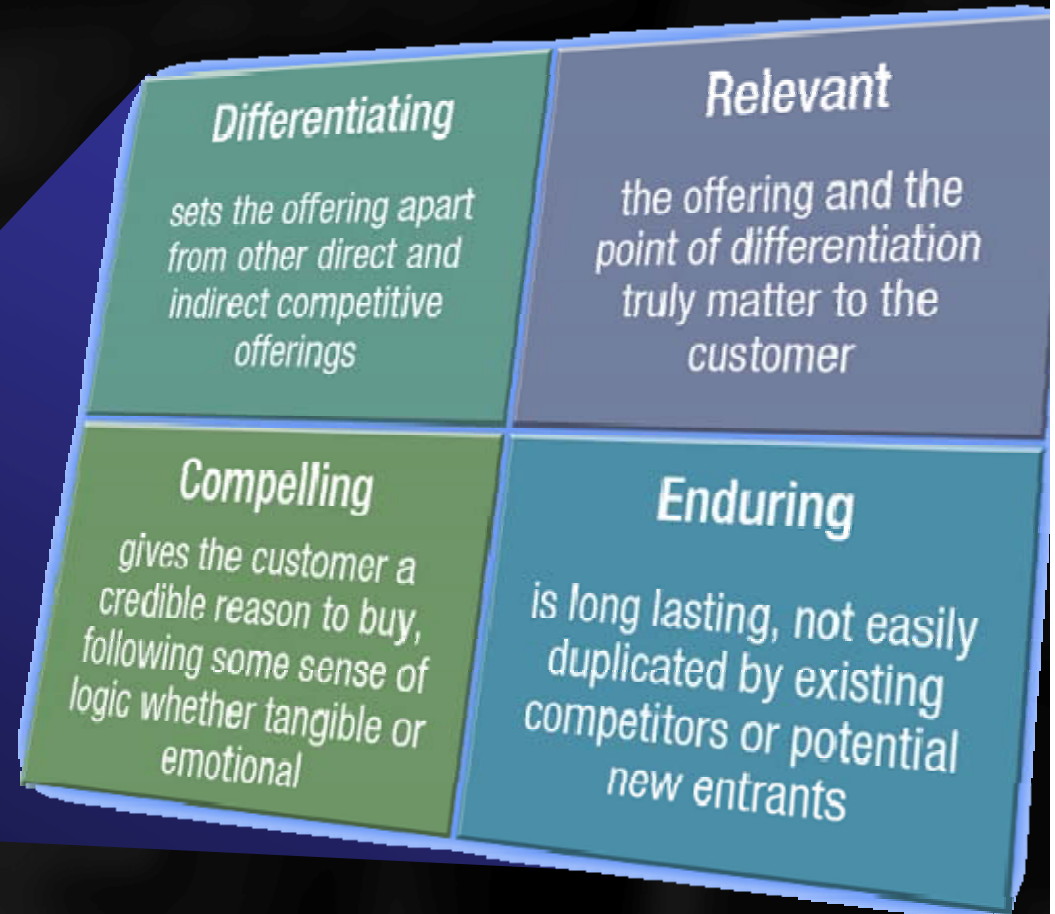 Differentiating
sets the offering apart
from other direct and
indirect competitive
offerings
Relevant
the offering and the
point of differentiation
truly matter to the
customer
Compelling
gives the customer a
credible reason to buy,
following some sense of
logic whether tangible or
emotional
Enduring
is long lasting, not easily
duplicated by existing
competitors or potential
new entrants